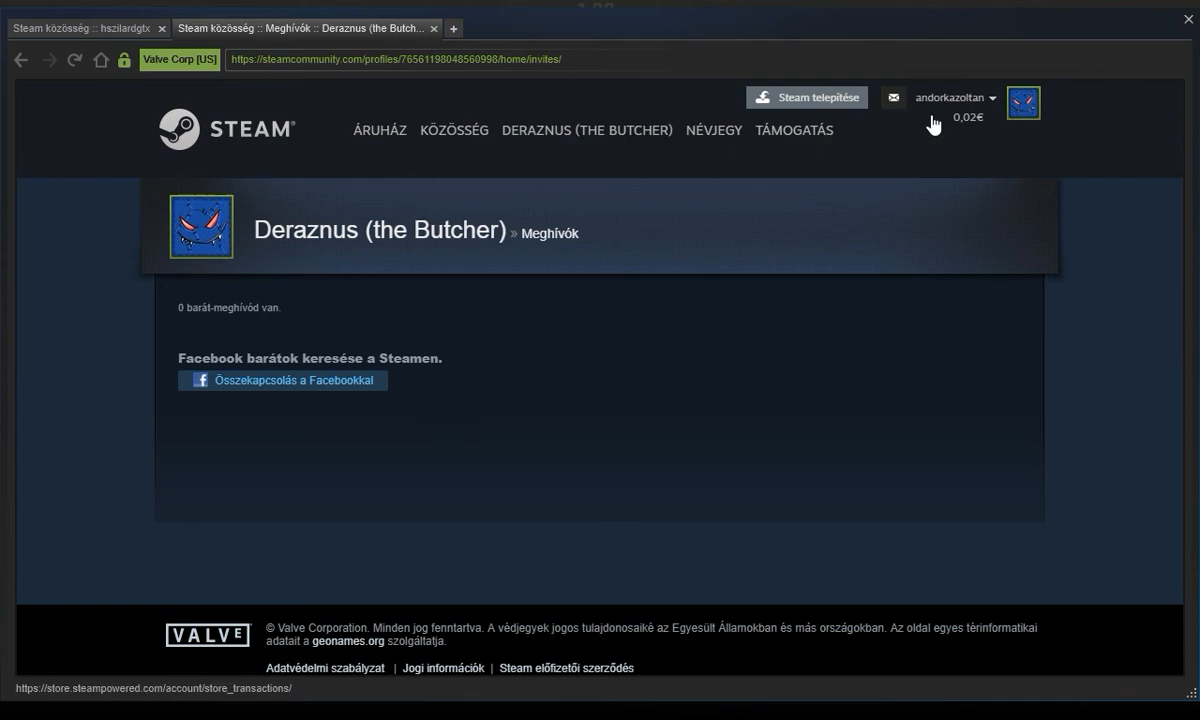 Steam közösség :: hszilardgtx
Steam közösség :: Meghívók :: Deraznus (the Butch...
Valve Corp [US]
https://steamcommunity.com/profiles/76561198048560998/home/invites/
Steam telepítése
andorkazoltan
0,02€
STEAM®
ÁRUHÁZ KÖZÖSSÉG DERAZNUS (THE BUTCHER) NÉVJEGY TÁMOGATÁS
Deraznus (the Butcher) » Meghívók
0 barát-meghívód van.
Facebook barátok keresése a Steamen.
Összekapcsolás a Facebookkal
VALVE
© Valve Corporation. Minden jog fenntartva. A védjegyek jogos tulajdonosaiké az Egyesült Államokban és más országokban. Az oldal egyes térinformatikai
adatait a geonames.org szolgáltatja.
Adatvédelmi szabályzat | Jogi információk | Steam előfizetői szerződés
https://store.steampowered.com/account/store_transactions/